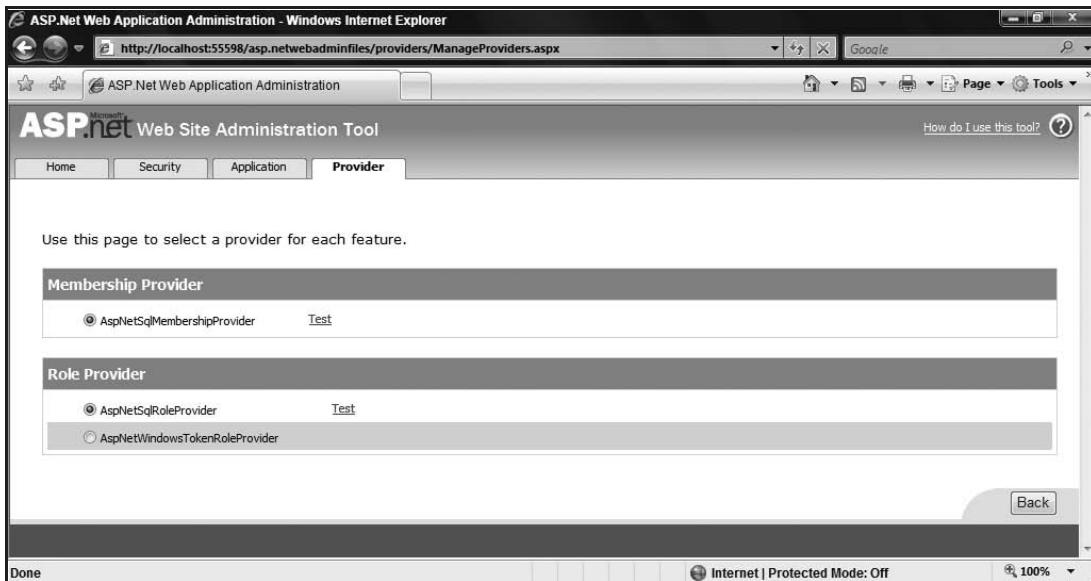 ASP.Net Web Application Administration - Windows Internet Explorer
http://localhost:55598/asp.netwebadminfiles/providers/ManageProviders.aspx
Google
ASP.Net Web Application Administration
Page
Tools
Microsoft
ASP.net Web Site Administration Tool
How do I use this tool? ?
Home Security Application Provider
Use this page to select a provider for each feature.
Membership Provider
AspNetSqlMembershipProvider Test
Role Provider
AspNetSqlRoleProvider Test
AspNetWindowsTokenRoleProvider
Back
Done
Internet | Protected Mode: Off
100%